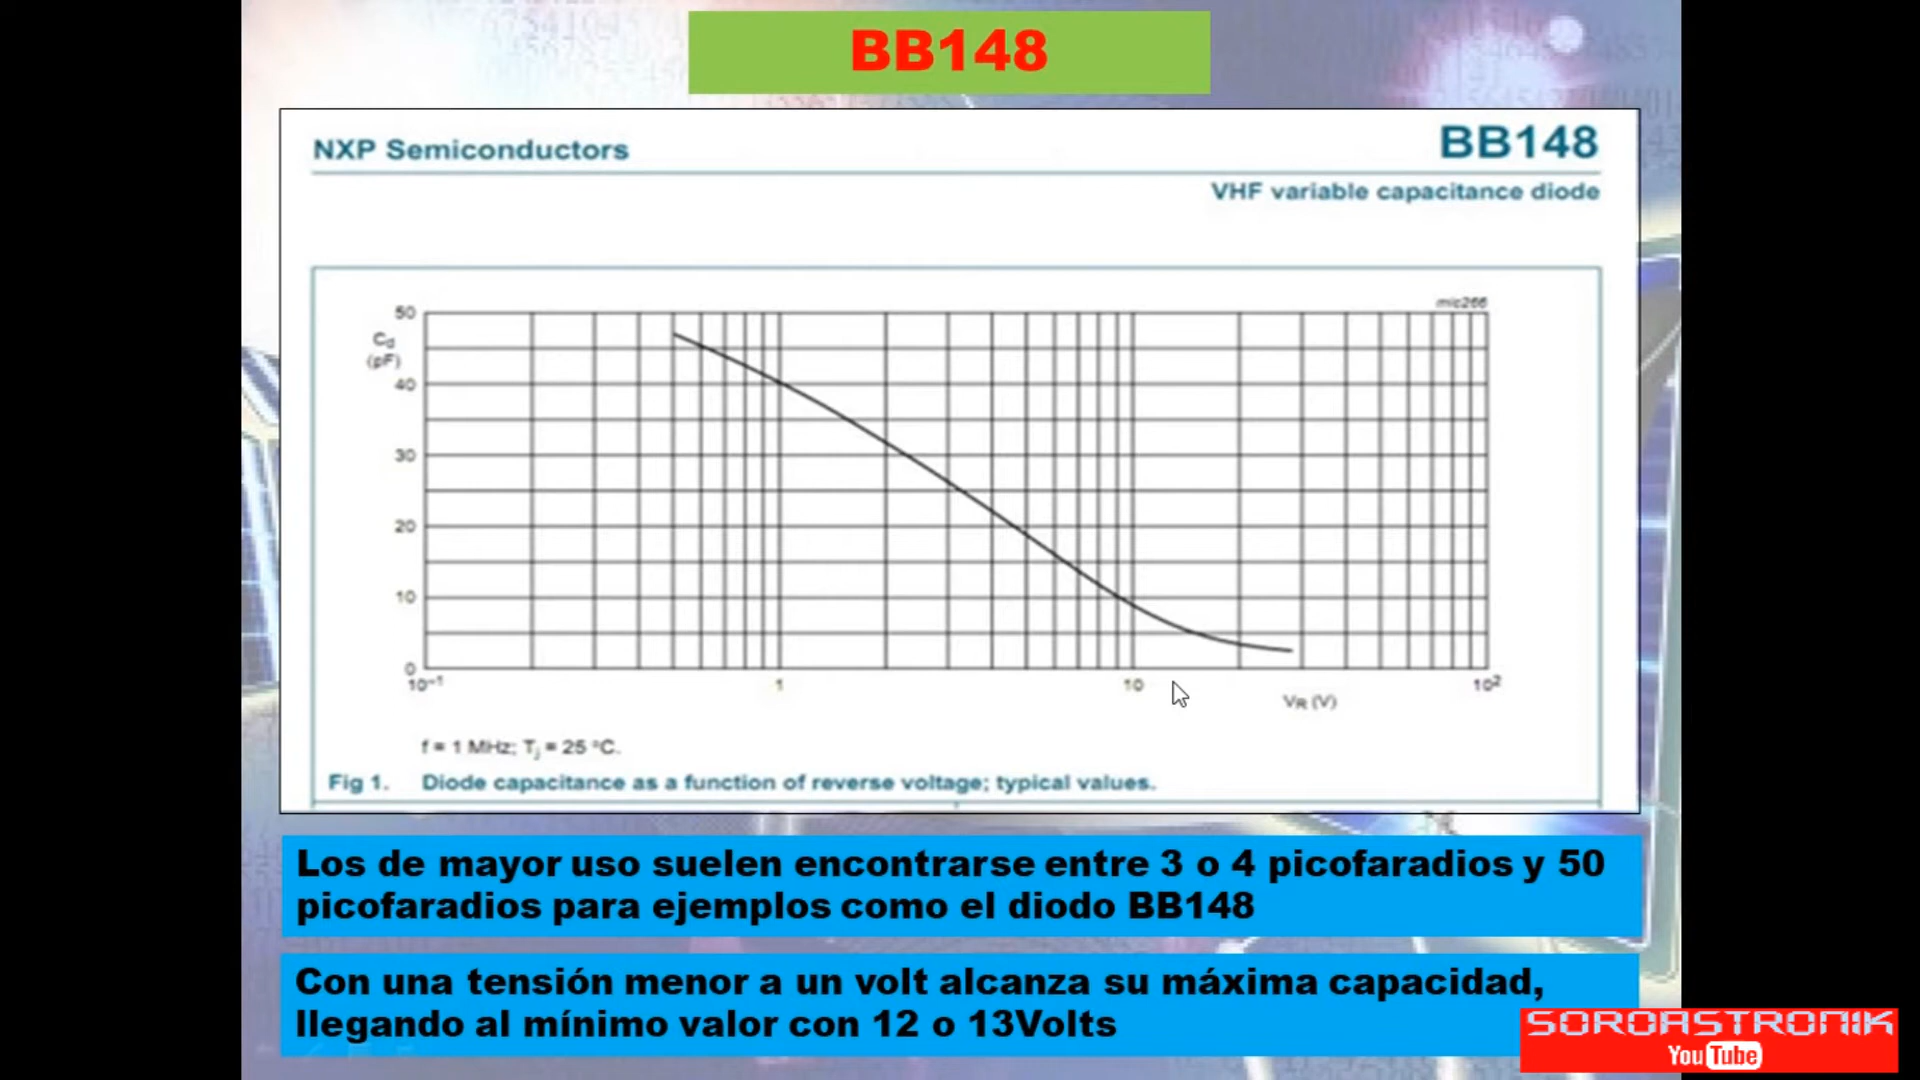 BB148
NXP Semiconductors
BB148
VHF variable capacitance diode
mlc266
50
Cd
(pF)
40
30
20
10
0
10⁻¹
1
10
10²
VR (V)
f = 1 MHz; Tj = 25 °C.
Fig 1. Diode capacitance as a function of reverse voltage; typical values.
Los de mayor uso suelen encontrarse entre 3 o 4 picofaradios y 50
picofaradios para ejemplos como el diodo BB148
Con una tensión menor a un volt alcanza su máxima capacidad,
llegando al mínimo valor con 12 o 13Volts
SOROASTRONIK
YouTube